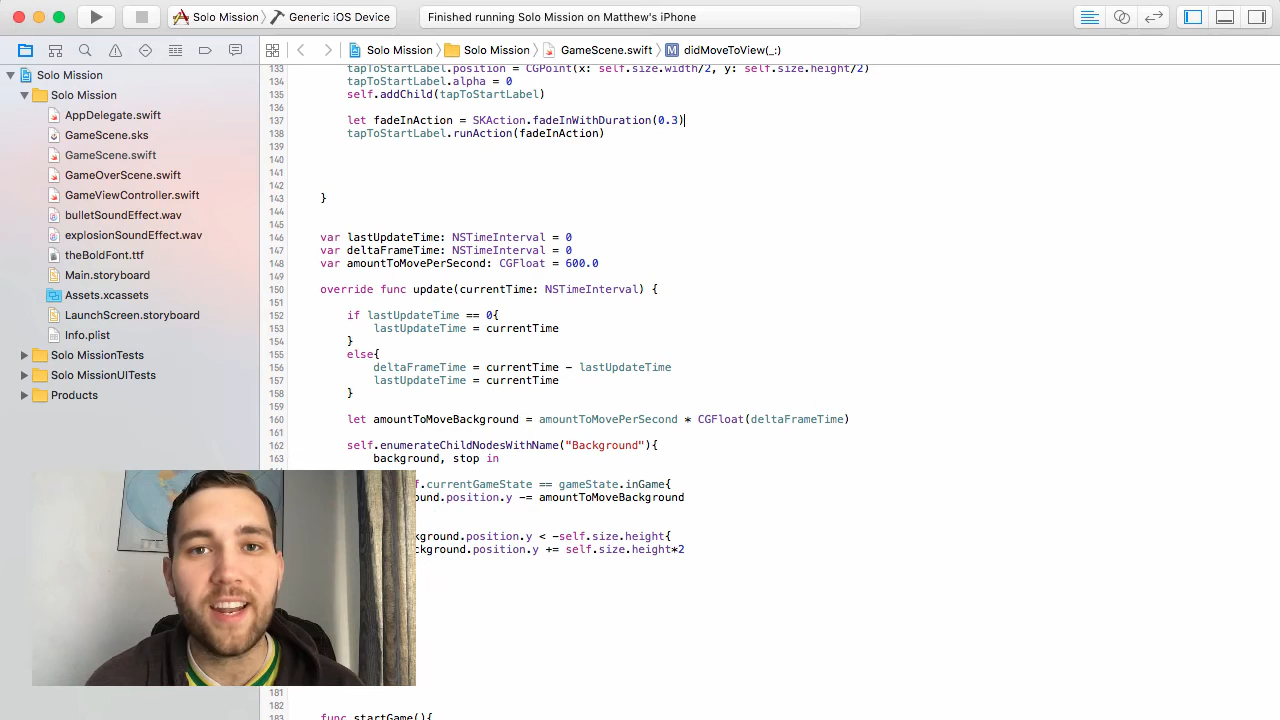 Solo Mission
Generic iOS Device
Finished running Solo Mission on Matthew's iPhone
Solo Mission
Solo Mission
GameScene.swift
M
didMoveToView(_:)
Solo Mission
Solo Mission
AppDelegate.swift
GameScene.sks
GameScene.swift
GameOverScene.swift
GameViewController.swift
bulletSoundEffect.wav
explosionSoundEffect.wav
theBoldFont.ttf
Main.storyboard
Assets.xcassets
LaunchScreen.storyboard
Info.plist
Solo MissionTests
Solo MissionUITests
Products
133 tapToStartLabel.position = CGPoint(x: self.size.width/2, y: self.size.height/2)
134 tapToStartLabel.alpha = 0
135 self.addChild(tapToStartLabel)
136
137 let fadeInAction = SKAction.fadeInWithDuration(0.3)
138 tapToStartLabel.runAction(fadeInAction)
139
140
141
142
143 }
144
145
146 var lastUpdateTime: NSTimeInterval = 0
147 var deltaFrameTime: NSTimeInterval = 0
148 var amountToMovePerSecond: CGFloat = 600.0
149
150 override func update(currentTime: NSTimeInterval) {
151
152 if lastUpdateTime == 0{
153 lastUpdateTime = currentTime
154 }
155 else{
156 deltaFrameTime = currentTime - lastUpdateTime
157 lastUpdateTime = currentTime
158 }
159
160 let amountToMoveBackground = amountToMovePerSecond * CGFloat(deltaFrameTime)
161
162 self.enumerateChildNodesWithName("Background"){
163 background, stop in
f.currentGameState == gameState.inGame{
ound.position.y -= amountToMoveBackground
kground.position.y < -self.size.height{
ckground.position.y += self.size.height*2
181
182
183 func startGame(){